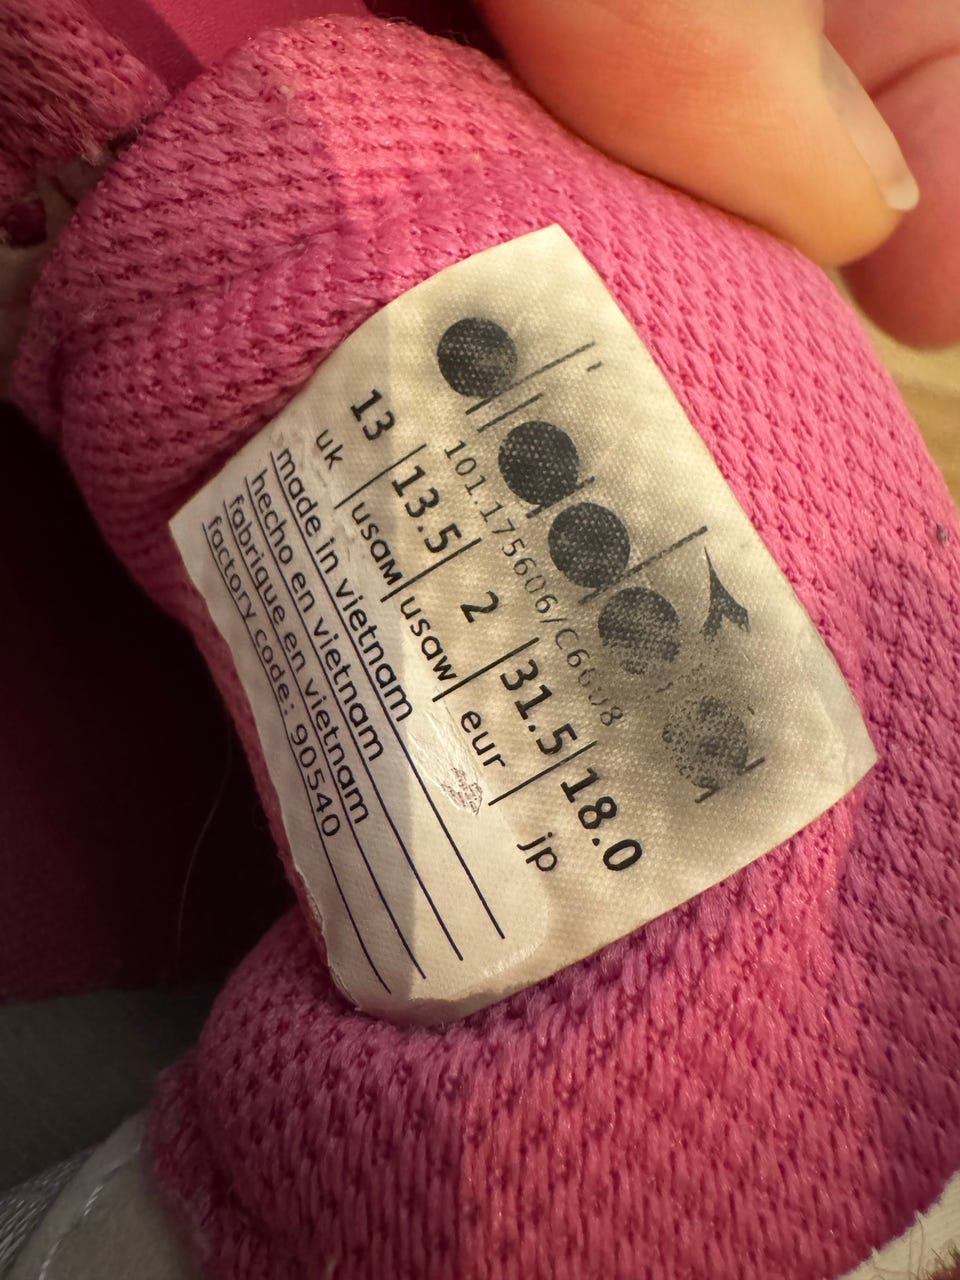 101.175606/C6608
13 | 13.5 | 2 | 31.5 | 18.0
uk | usaM | usaw | eur | jp
made in vietnam
hecho en vietnam
fabrique en vietnam
factory code: 90540